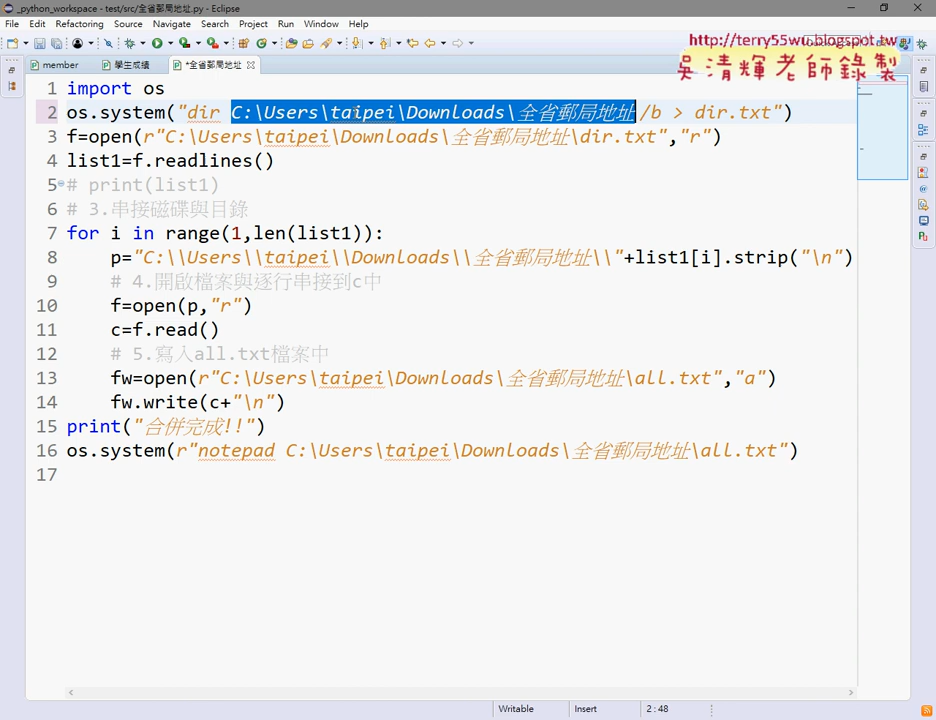 _python_workspace - test/src/全省郵局地址.py - Eclipse
File Edit Refactoring Source Navigate Search Project Run Window Help
http://terry55wu.blogspot.tw
吳清輝老師錄製
member 學生成績 *全省郵局地址
1 import os
2 os.system("dir C:\Users\taipei\Downloads\全省郵局地址/b > dir.txt")
3 f=open(r"C:\Users\taipei\Downloads\全省郵局地址\dir.txt","r")
4 list1=f.readlines()
5 # print(list1)
6 # 3.串接磁碟與目錄
7 for i in range(1,len(list1)):
8 p="C:\\Users\\taipei\\Downloads\\全省郵局地址\\"+list1[i].strip("\n")
9 # 4.開啟檔案與逐行串接到c中
10 f=open(p,"r")
11 c=f.read()
12 # 5.寫入all.txt檔案中
13 fw=open(r"C:\Users\taipei\Downloads\全省郵局地址\all.txt","a")
14 fw.write(c+"\n")
15 print("合併完成!!")
16 os.system(r"notepad C:\Users\taipei\Downloads\全省郵局地址\all.txt")
17
Writable Insert 2:48